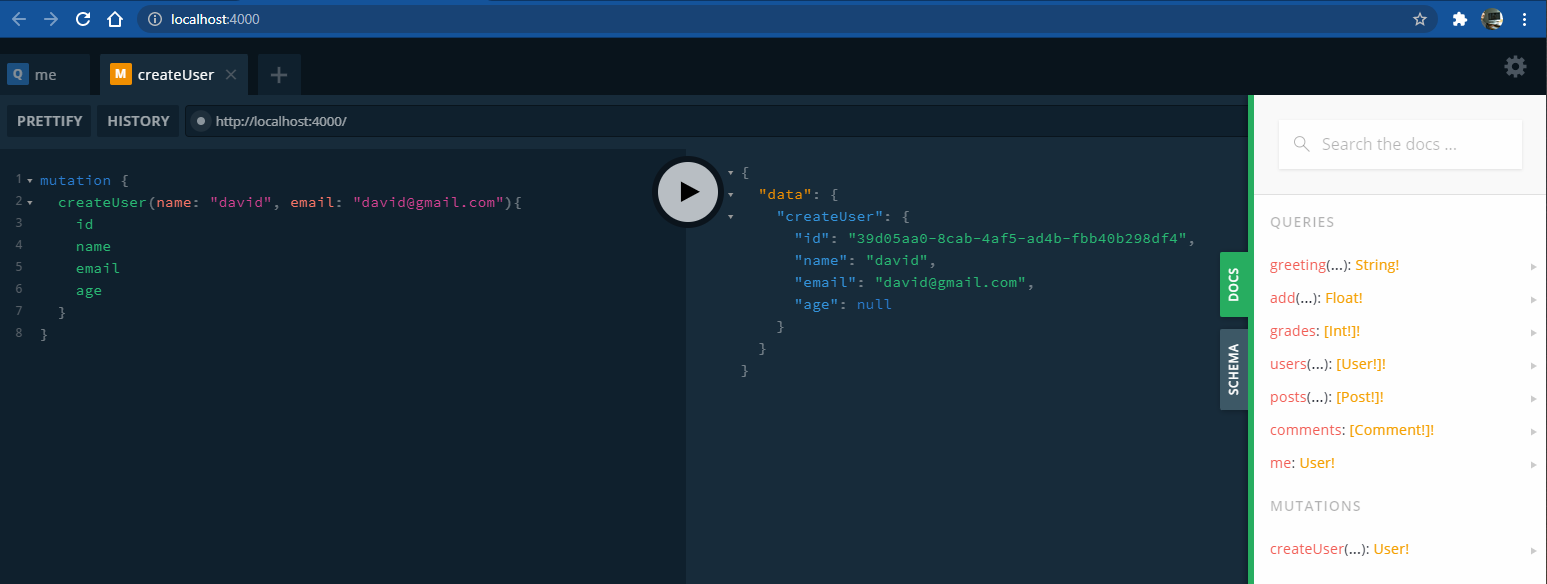 localhost:4000
Q me
M createUser
PRETTIFY
HISTORY
http://localhost:4000/
1 mutation {
2 createUser(name: "david", email: "david@gmail.com"){
3 id
4 name
5 email
6 age
7 }
8 }
{
"data": {
"createUser": {
"id": "39d05aa0-8cab-4af5-ad4b-fbb40b298df4",
"name": "david",
"email": "david@gmail.com",
"age": null
}
}
}
DOCS
SCHEMA
Search the docs ...
QUERIES
greeting(...): String!
add(...): Float!
grades: [Int!]!
users(...): [User!]!
posts(...): [Post!]!
comments: [Comment!]!
me: User!
MUTATIONS
createUser(...): User!